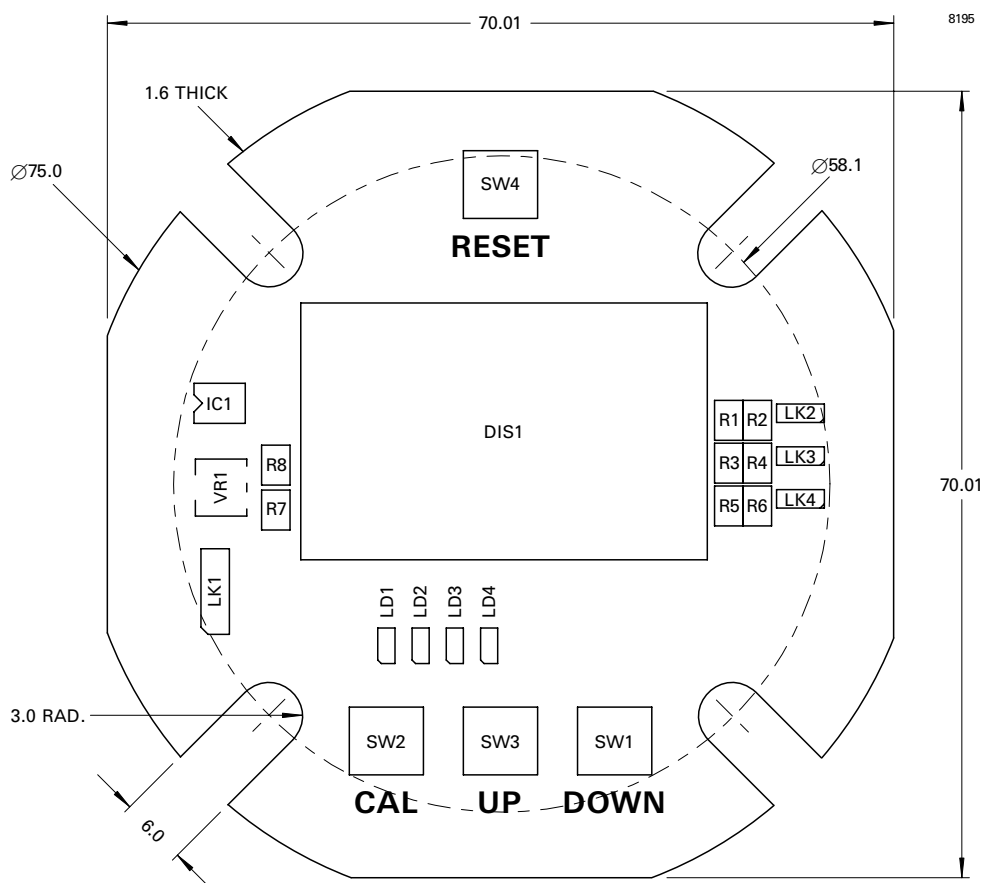 70.01
8195
1.6 THICK
∅75.0
∅58.1
SW4
RESET
IC1
DIS1
R1 R2 LK2
R8
R3 R4 LK3
VR1
70.01
R7
R5 R6 LK4
LK1
LD1 LD2 LD3 LD4
3.0 RAD.
SW2 SW3 SW1
CAL UP DOWN
6.0